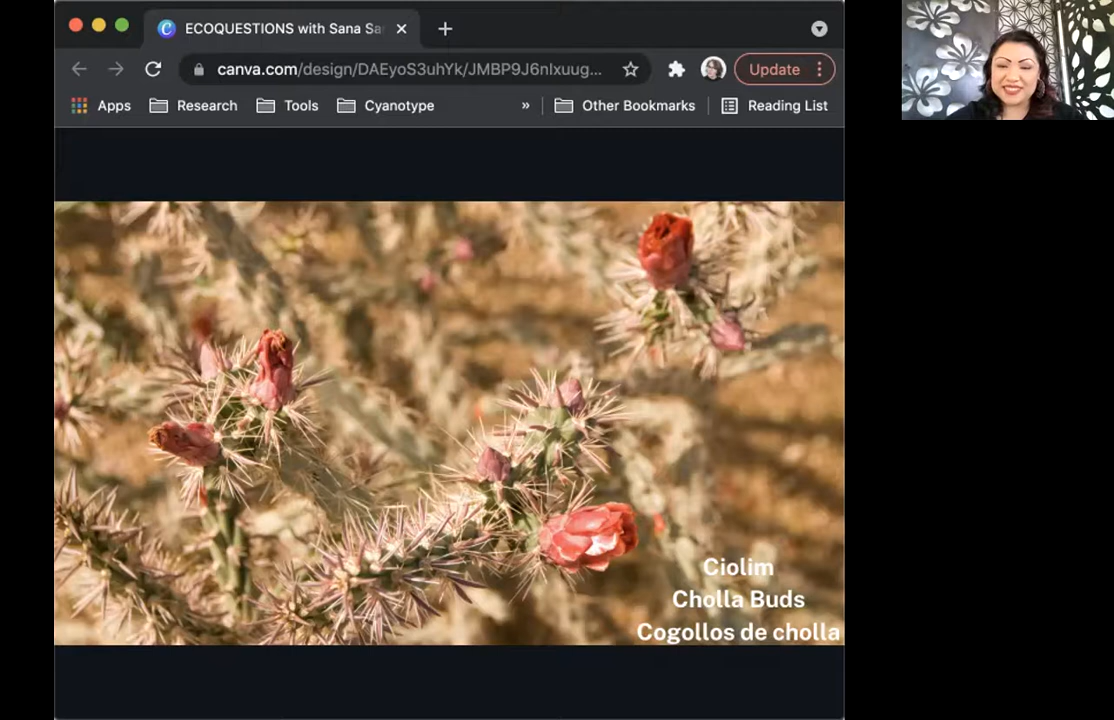 ECOQUESTIONS with Sana Sa
canva.com/design/DAEyoS3uhYk/JMBP9J6nlxuug...
Update
Apps
Research
Tools
Cyanotype
»
Other Bookmarks
Reading List
Ciolim
Cholla Buds
Cogollos de cholla